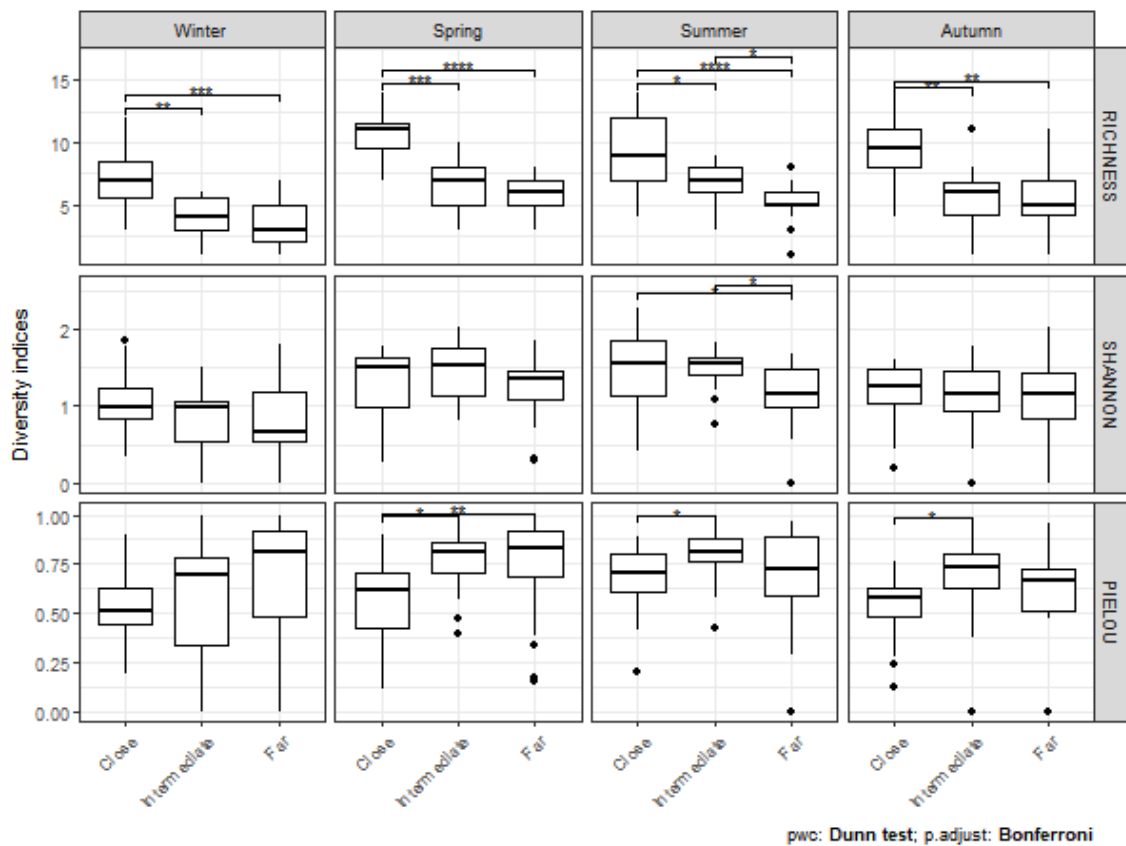 Winter Spring Summer Autumn
*
*** **** **** **
** *** * **
15
10
5
RICHNESS
*
*
2
1
0
SHANNON
Diversity indices
* ** * *
1.00
0.75
0.50
0.25
0.00
PIELOU
Close Intermediate Far Close Intermediate Far Close Intermediate Far Close Intermediate Far
pwc: Dunn test; p.adjust: Bonferroni